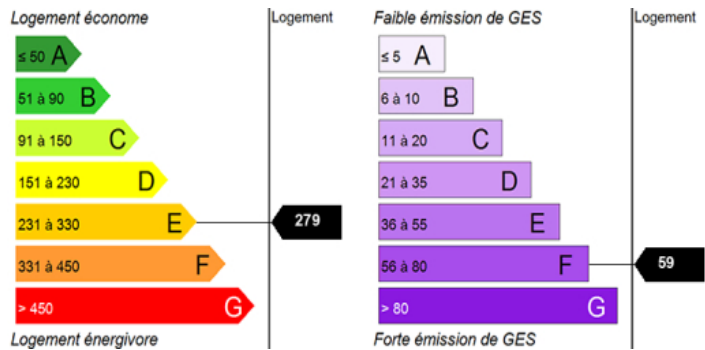 Logement économe
Logement
≤ 50 A
51 à 90 B
91 à 150 C
151 à 230 D
231 à 330 E
279
331 à 450 F
> 450 G
Logement énergivore
Faible émission de GES
Logement
≤ 5 A
6 à 10 B
11 à 20 C
21 à 35 D
36 à 55 E
56 à 80 F
59
> 80 G
Forte émission de GES